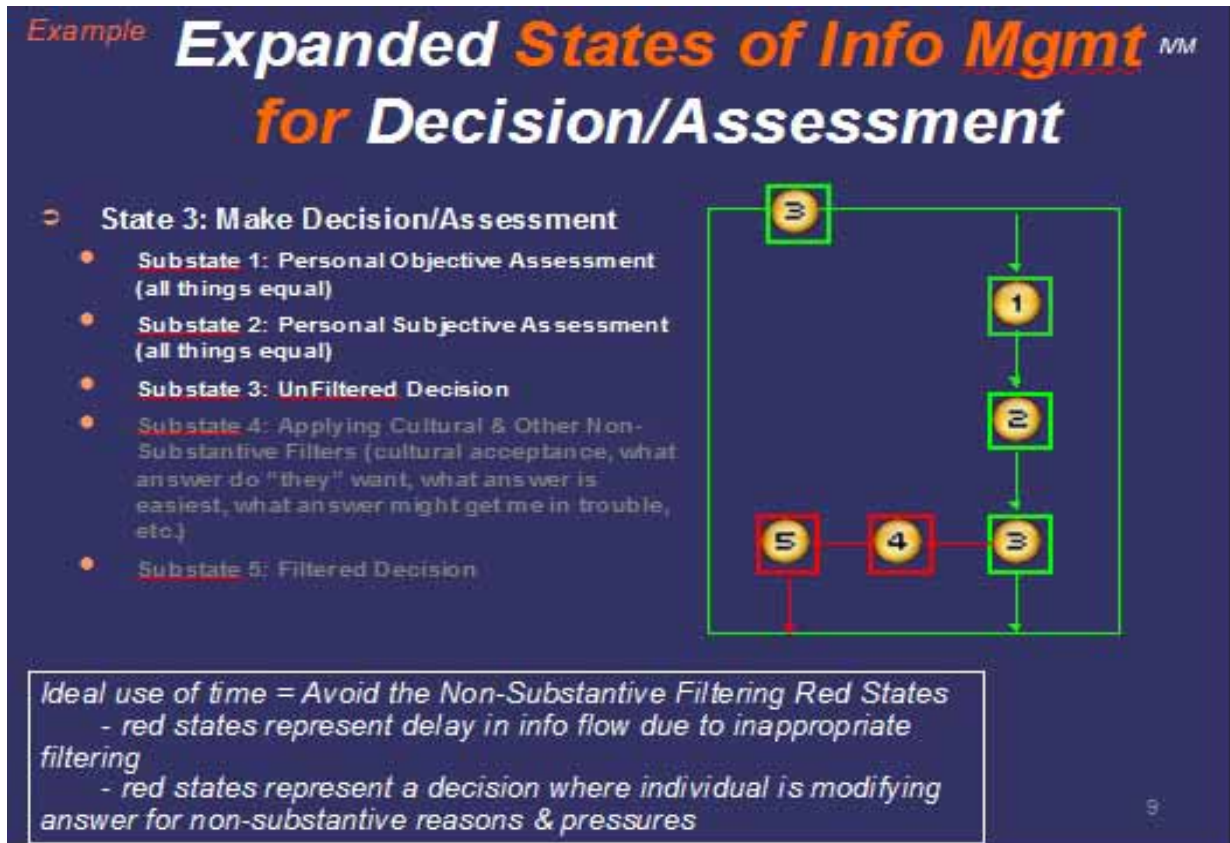 Example
Expanded States of Info Mgmt IVM
for Decision/Assessment
State 3: Make Decision/Assessment
Substate 1: Personal Objective Assessment
(all things equal)
Substate 2: Personal Subjective Assessment
(all things equal)
Substate 3: UnFiltered Decision
Substate 4: Applying Cultural & Other Non-
Substantive Filters (cultural acceptance, what
answer do "they" want, what answer is
easiest, what answer might get me in trouble,
etc.)
Substate 5: Filtered Decision
3
1
2
5 4 3
Ideal use of time = Avoid the Non-Substantive Filtering Red States
- red states represent delay in info flow due to inappropriate
filtering
- red states represent a decision where individual is modifying
answer for non-substantive reasons & pressures
9